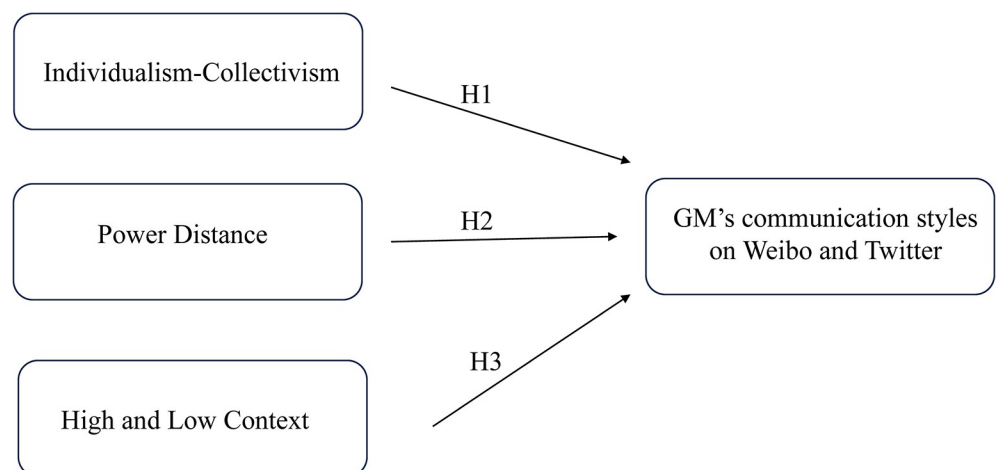 Individualism-Collectivism
H1
Power Distance
H2
GM’s communication styles
on Weibo and Twitter
H3
High and Low Context